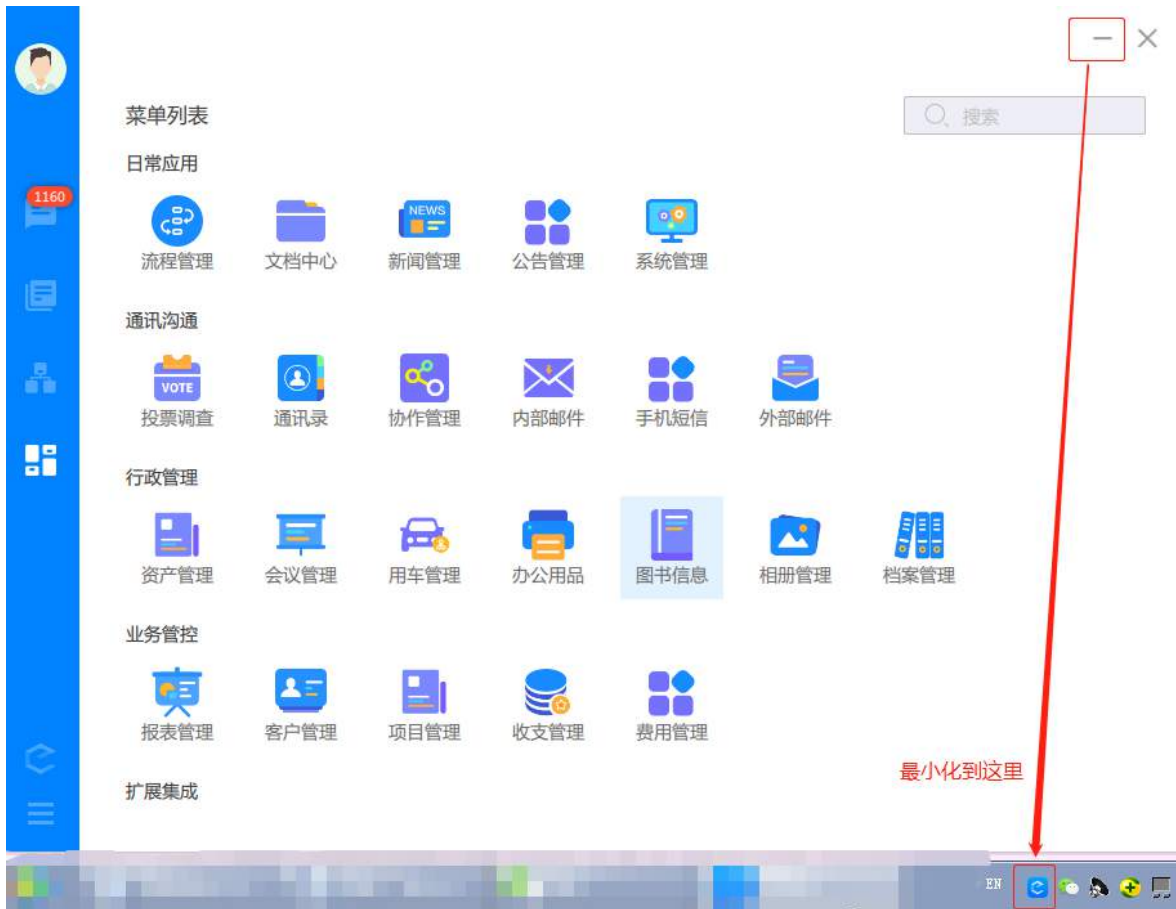 1160
菜单列表
搜索
日常应用
NEWS
流程管理 文档中心 新闻管理 公告管理 系统管理
通讯沟通
VOTE
投票调查 通讯录 协作管理 内部邮件 手机短信 外部邮件
行政管理
资产管理 会议管理 用车管理 办公用品 图书信息 相册管理 档案管理
业务管控
报表管理 客户管理 项目管理 收支管理 费用管理
最小化到这里
扩展集成
EN